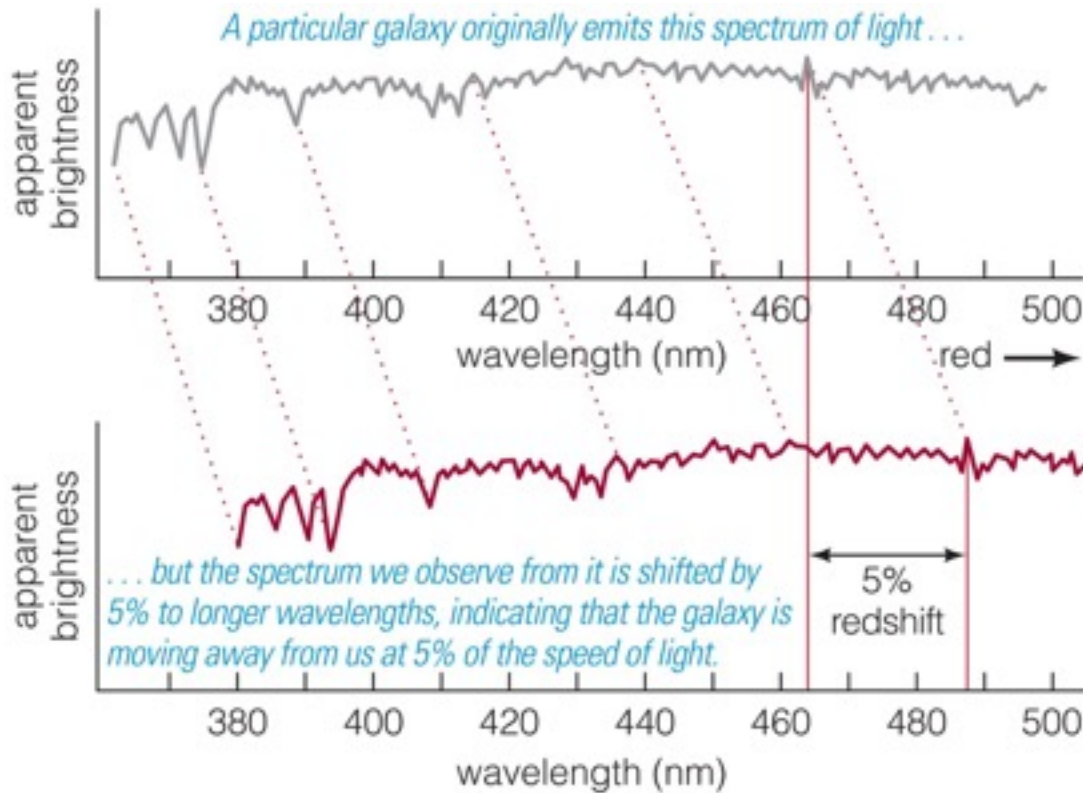 A particular galaxy originally emits this spectrum of light . . .
apparent
brightness
380 400 420 440 460 480 500
wavelength (nm)
red
. . . but the spectrum we observe from it is shifted by
5% to longer wavelengths, indicating that the galaxy is
moving away from us at 5% of the speed of light.
5%
redshift
apparent
brightness
380 400 420 440 460 480 500
wavelength (nm)